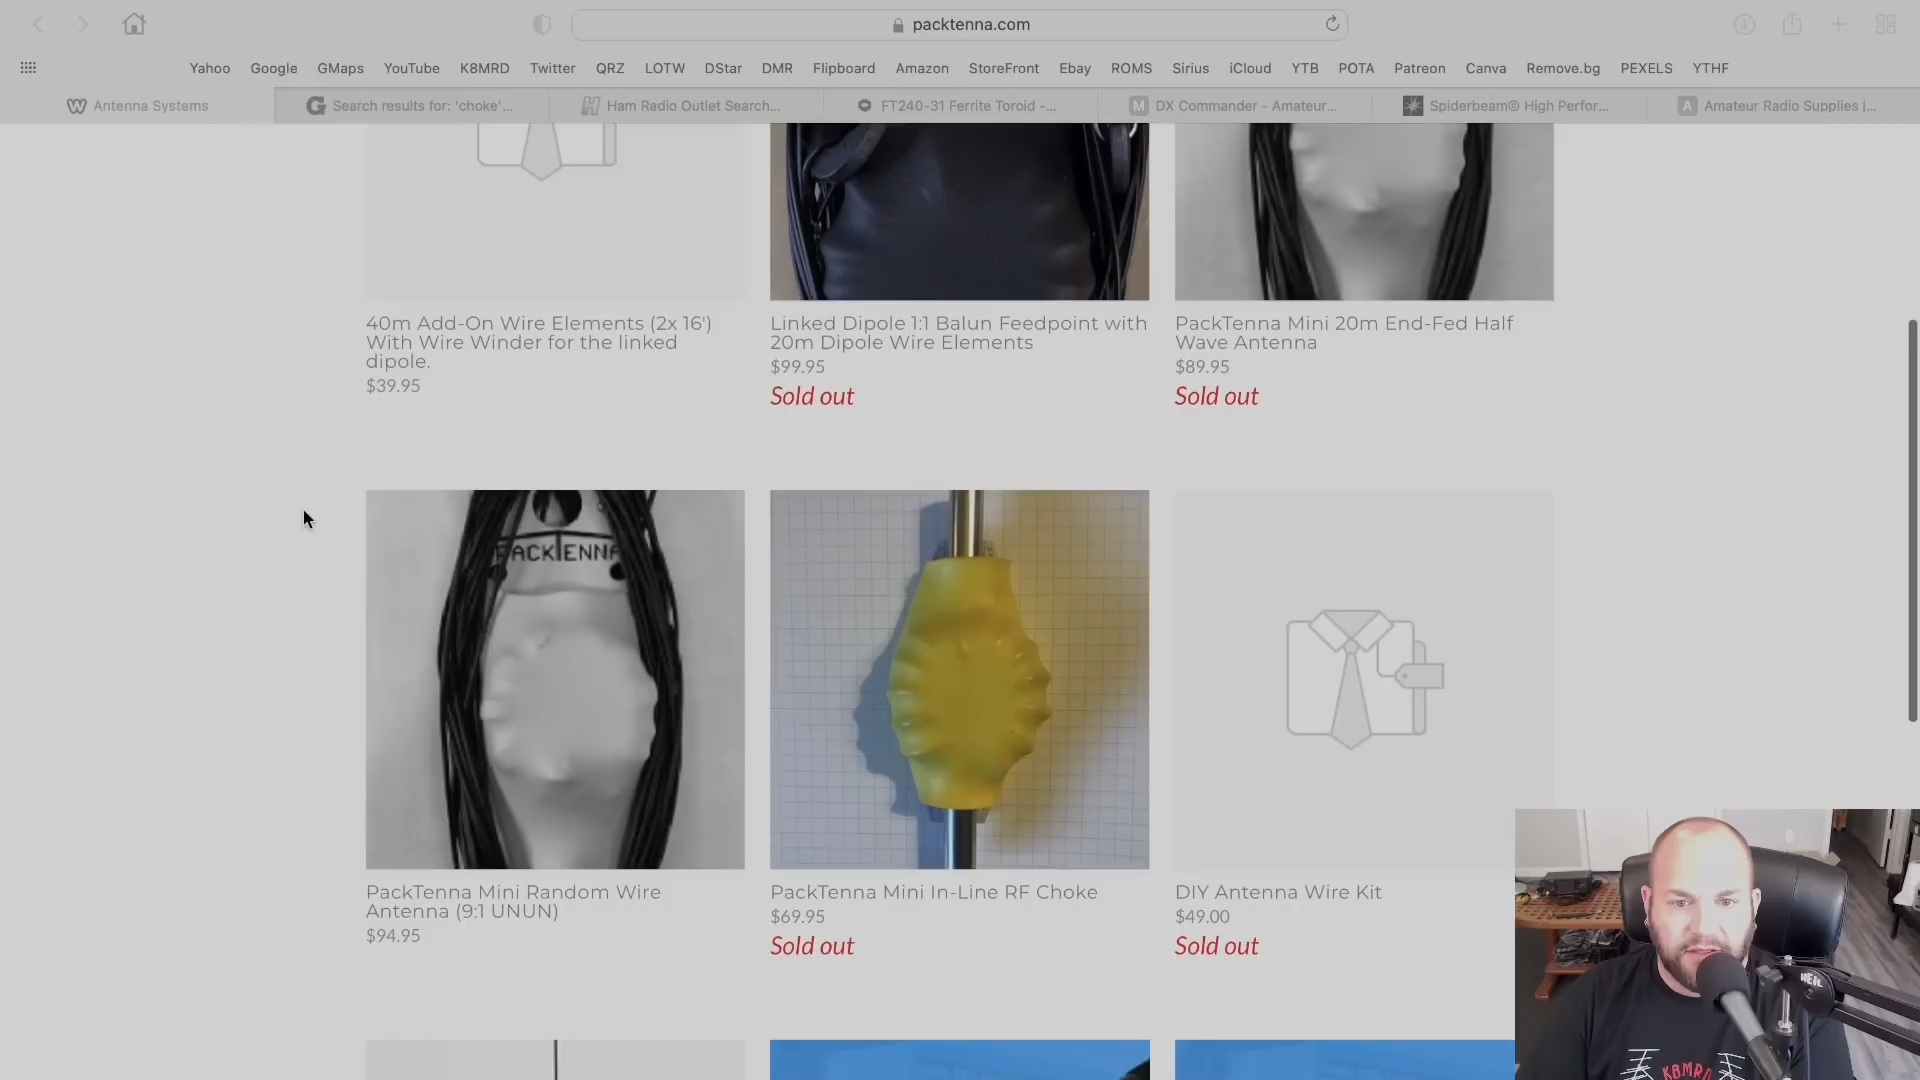 packtenna.com
Yahoo Google GMaps YouTube K8MRD Twitter QRZ LOTW DStar DMR Flipboard Amazon StoreFront Ebay ROMS Sirius iCloud YTB POTA Patreon Canva Remove.bg PEXELS YTHF
Antenna Systems
Search results for: 'choke'...
Ham Radio Outlet Search...
FT240-31 Ferrite Toroid -...
M DX Commander - Amateur...
Spiderbeam© High Perfor...
A Amateur Radio Supplies |...
40m Add-On Wire Elements (2x 16')
With Wire Winder for the linked
dipole.
$39.95
Linked Dipole 1:1 Balun Feedpoint with
20m Dipole Wire Elements
$99.95
Sold out
PackTenna Mini 20m End-Fed Half
Wave Antenna
$89.95
Sold out
PACKTENNA
PackTenna Mini Random Wire
Antenna (9:1 UNUN)
$94.95
PackTenna Mini In-Line RF Choke
$69.95
Sold out
DIY Antenna Wire Kit
$49.00
Sold out
HEIL
K8MRD